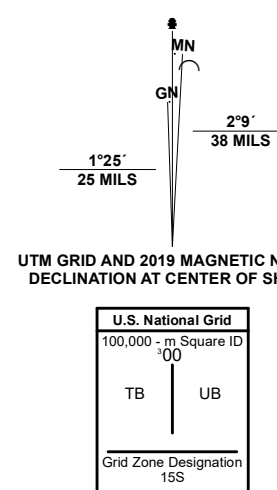 MN
GN
2°9´
38 MILS
1°25´
25 MILS
UTM GRID AND 2019 MAGNETIC N
DECLINATION AT CENTER OF SH
U.S. National Grid
100,000 - m Square ID
³00
TB UB
Grid Zone Designation
15S